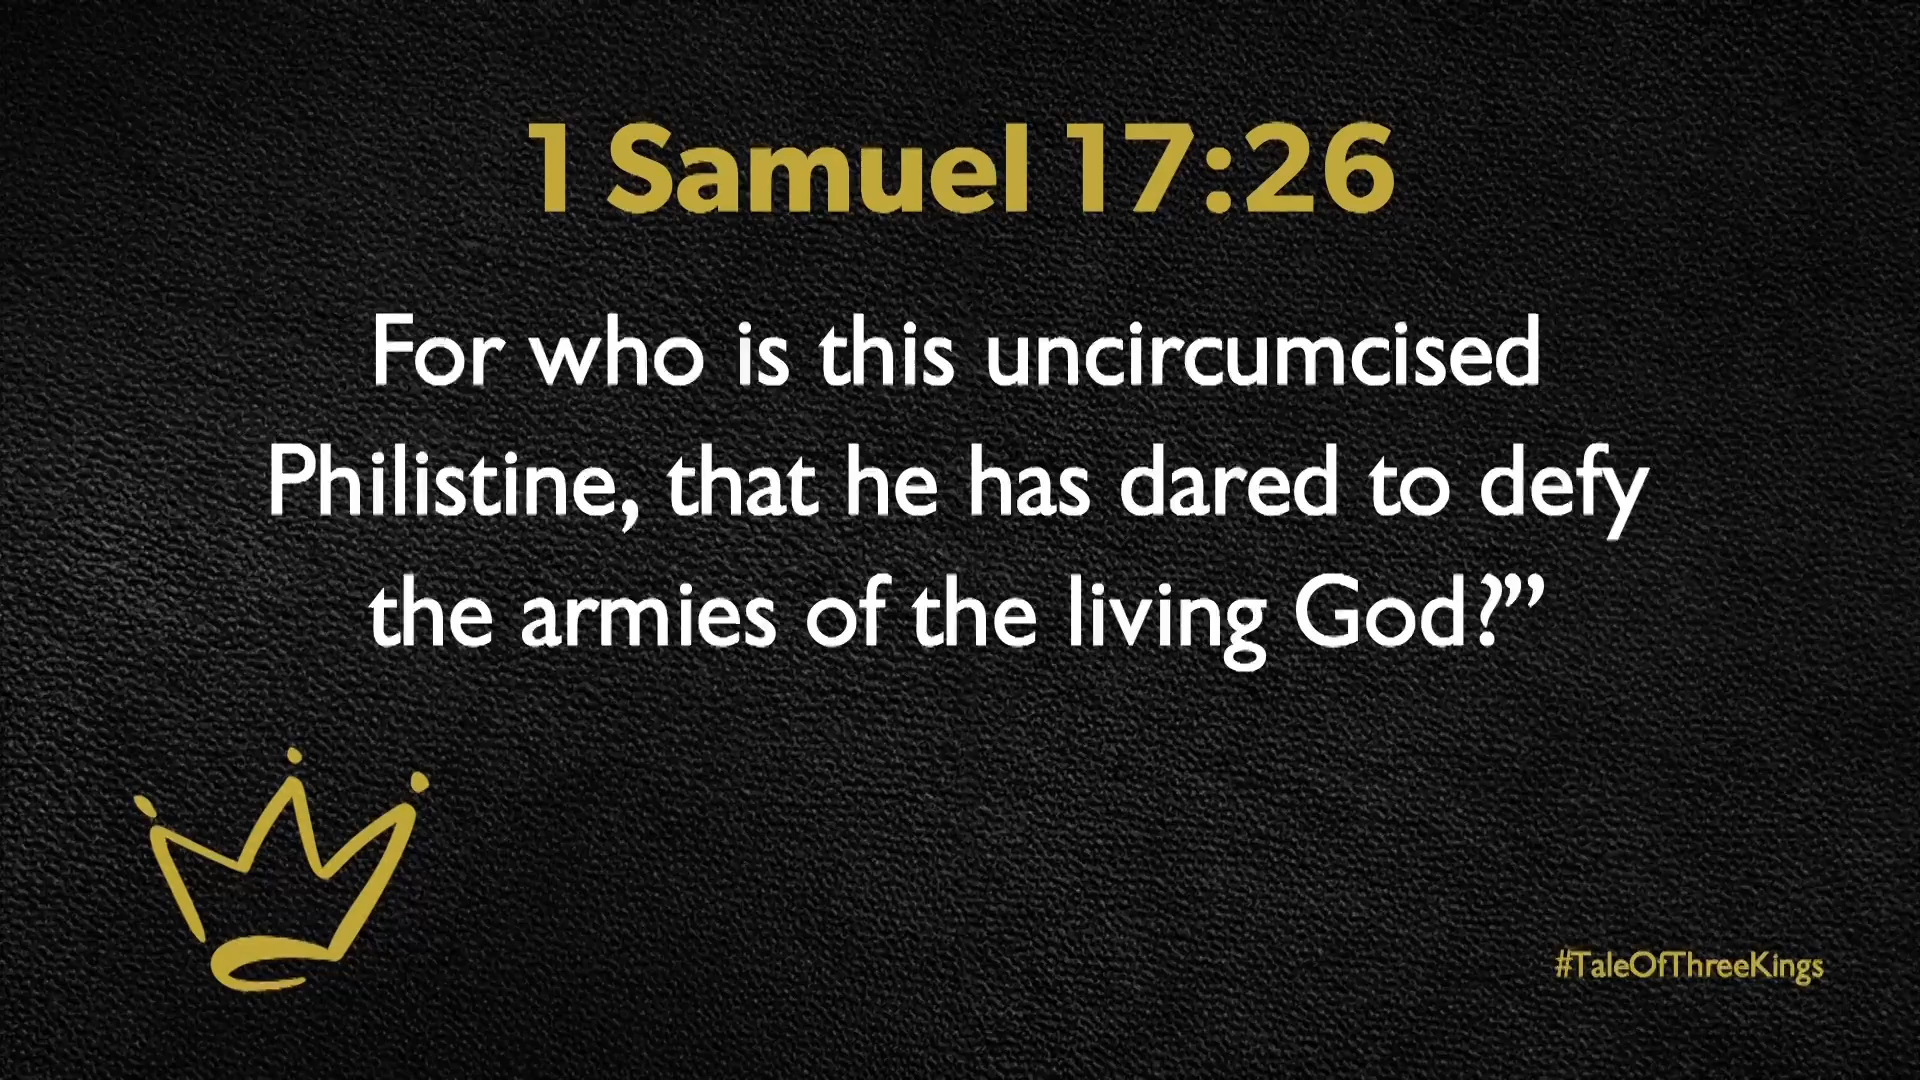 1 Samuel 17:26
For who is this uncircumcised
Philistine, that he has dared to defy
the armies of the living God?’”
#TaleOfThreeKings